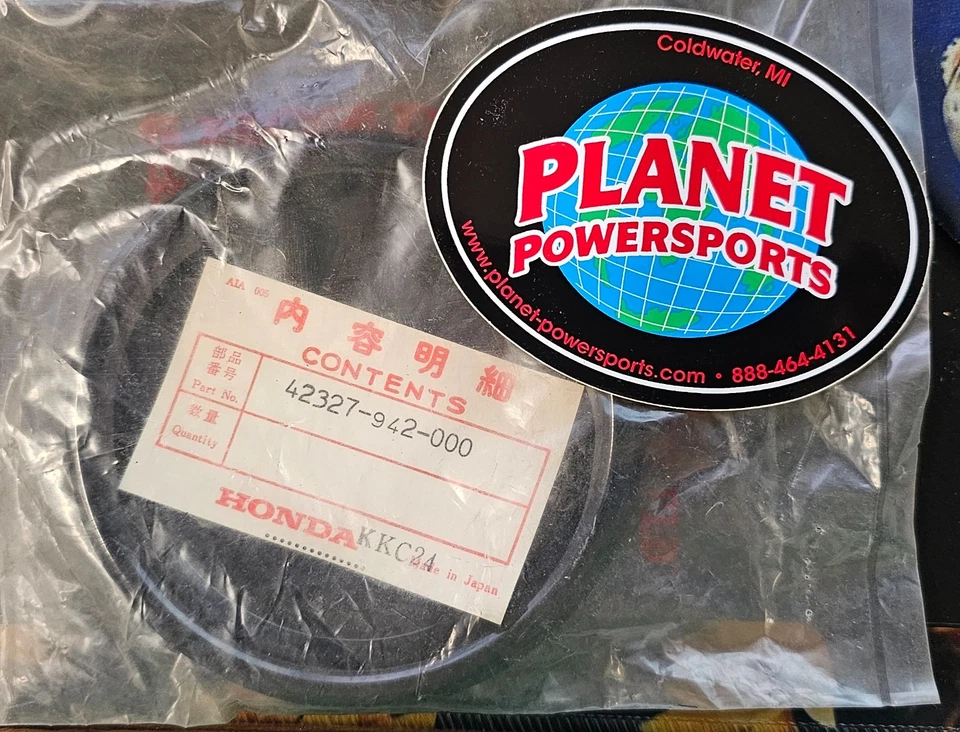 Coldwater, MI
PLANET
POWERSPORTS
www.planet-powersports.com • 888-464-4131
AIA 005
内容明細
CONTENTS
部品
番号
Part No.
42327-942-000
数量
Quantity
HONDA
KKC24
Made in Japan